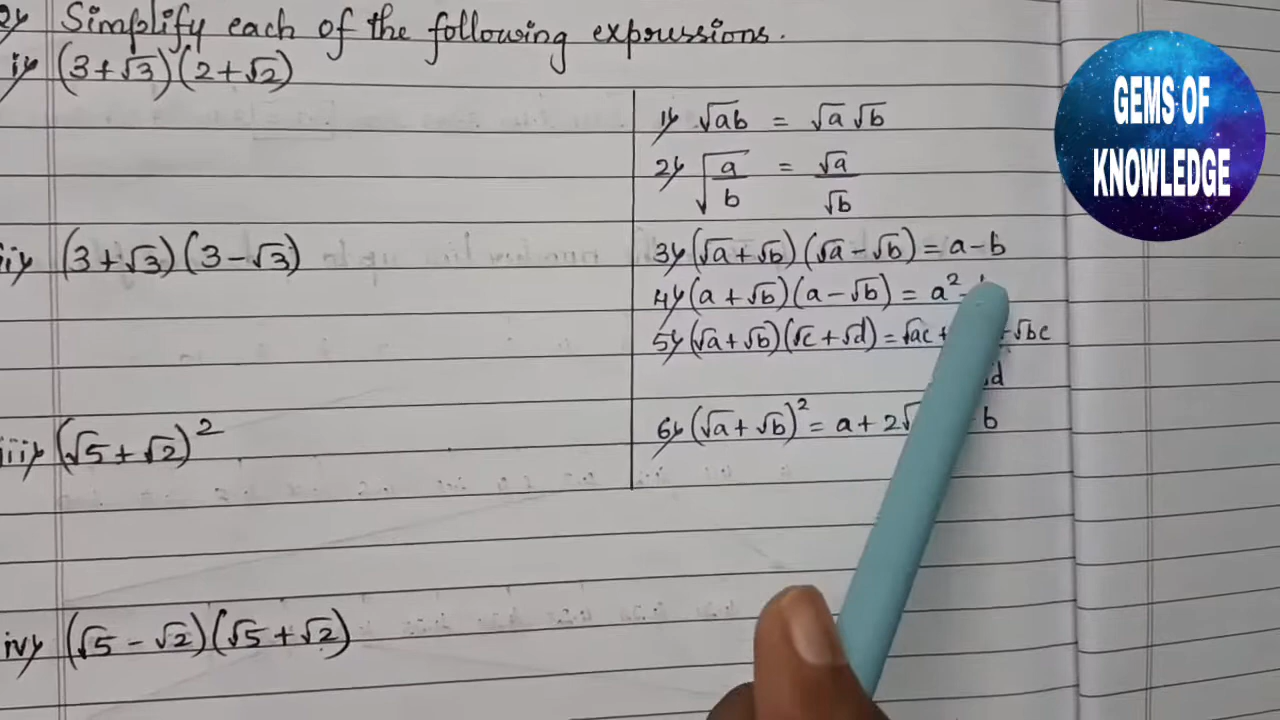 2) Simplify each of the following expressions.
i) (3+√3)(2+√2)
1) √ab = √a √b
2) √(a/b) = √a/√b
ii) (3+√3)(3-√3)
3) (√a+√b)(√a-√b) = a-b
4) (a+√b)(a-√b) = a²-
5) (√a+√b)(√c+√d) = √ac+ +√bc
d
iii) (√5+√2)²
6) (√a+√b)² = a+2√ b
iv) (√5-√2)(√5+√2)
GEMS OF
KNOWLEDGE